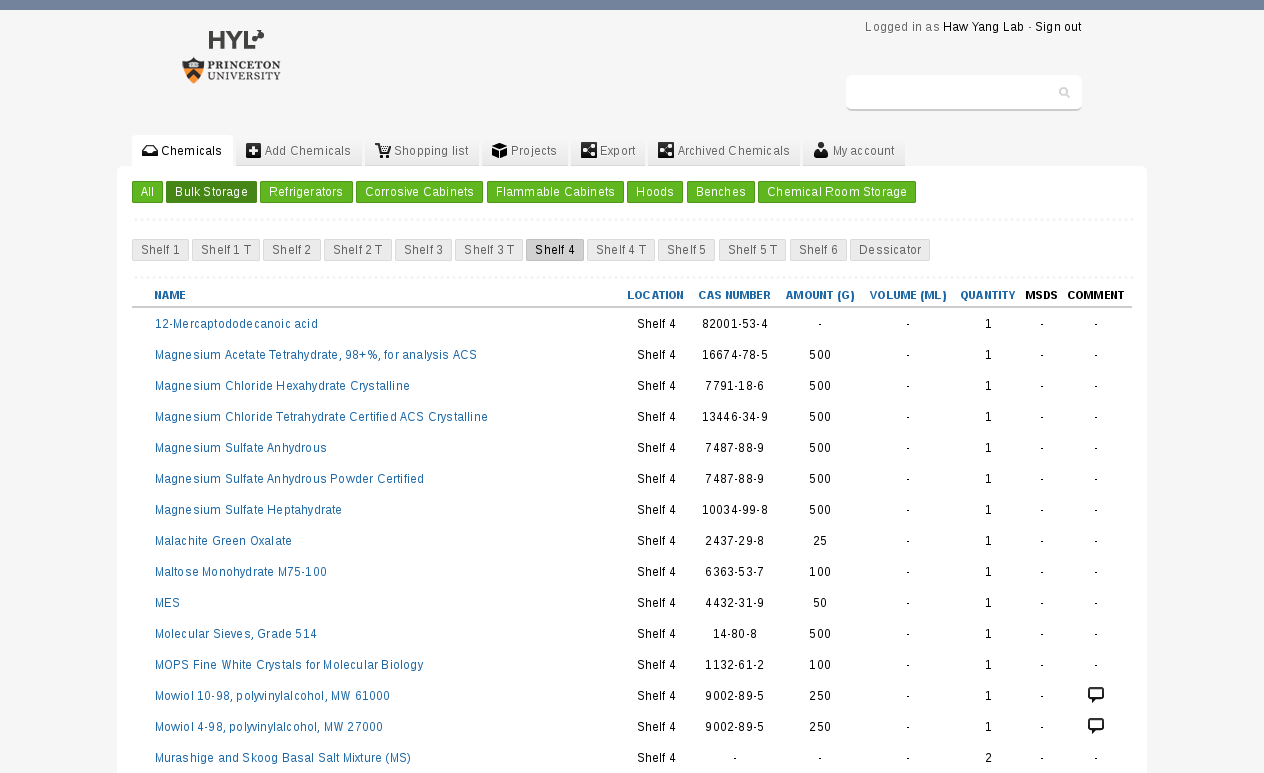 Logged in as Haw Yang Lab - Sign out
HYL
PRINCETON
UNIVERSITY
Chemicals Add Chemicals Shopping list Projects Export Archived Chemicals My account
All Bulk Storage Refrigerators Corrosive Cabinets Flammable Cabinets Hoods Benches Chemical Room Storage
Shelf 1 Shelf 1 T Shelf 2 Shelf 2 T Shelf 3 Shelf 3 T Shelf 4 Shelf 4 T Shelf 5 Shelf 5 T Shelf 6 Dessicator
NAME LOCATION CAS NUMBER AMOUNT (G) VOLUME (ML) QUANTITY MSDS COMMENT
12-Mercaptododecanoic acid Shelf 4 82001-53-4 - - 1 - -
Magnesium Acetate Tetrahydrate, 98+%, for analysis ACS Shelf 4 16674-78-5 500 - 1 - -
Magnesium Chloride Hexahydrate Crystalline Shelf 4 7791-18-6 500 - 1 - -
Magnesium Chloride Tetrahydrate Certified ACS Crystalline Shelf 4 13446-34-9 500 - 1 - -
Magnesium Sulfate Anhydrous Shelf 4 7487-88-9 500 - 1 - -
Magnesium Sulfate Anhydrous Powder Certified Shelf 4 7487-88-9 500 - 1 - -
Magnesium Sulfate Heptahydrate Shelf 4 10034-99-8 500 - 1 - -
Malachite Green Oxalate Shelf 4 2437-29-8 25 - 1 - -
Maltose Monohydrate M75-100 Shelf 4 6363-53-7 100 - 1 - -
MES Shelf 4 4432-31-9 50 - 1 - -
Molecular Sieves, Grade 514 Shelf 4 14-80-8 500 - 1 - -
MOPS Fine White Crystals for Molecular Biology Shelf 4 1132-61-2 100 - 1 - -
Mowiol 10-98, polyvinylalcohol, MW 61000 Shelf 4 9002-89-5 250 - 1 -
Mowiol 4-98, polyvinylalcohol, MW 27000 Shelf 4 9002-89-5 250 - 1 -
Murashige and Skoog Basal Salt Mixture (MS) Shelf 4 - - - 2 - -